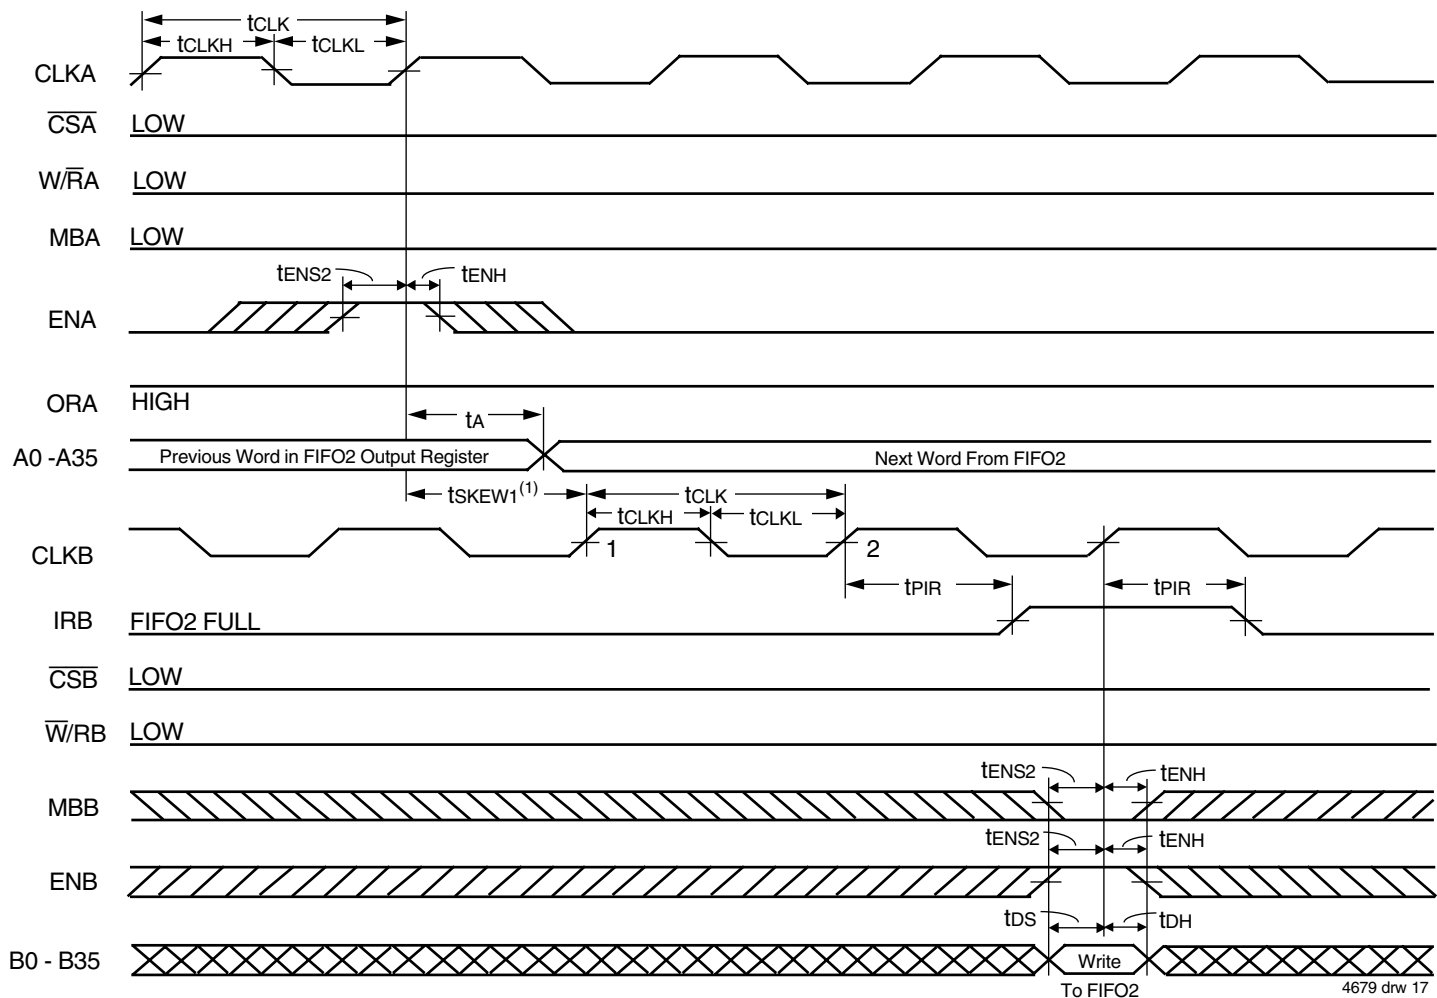 tCLK
tCLKH tCLKL
CLKA
CSA LOW
W/RA LOW
MBA LOW
tENS2 tENH
ENA
ORA HIGH
tA
A0 -A35 Previous Word in FIFO2 Output Register Next Word From FIFO2
tSKEW1(1) tCLK
tCLKH tCLKL
CLKB 1 2
tPIR tPIR
IRB FIFO2 FULL
CSB LOW
W/RB LOW
tENS2 tENH
MBB
tENS2 tENH
ENB
tDS tDH
B0 - B35 Write
To FIFO2
4679 drw 17